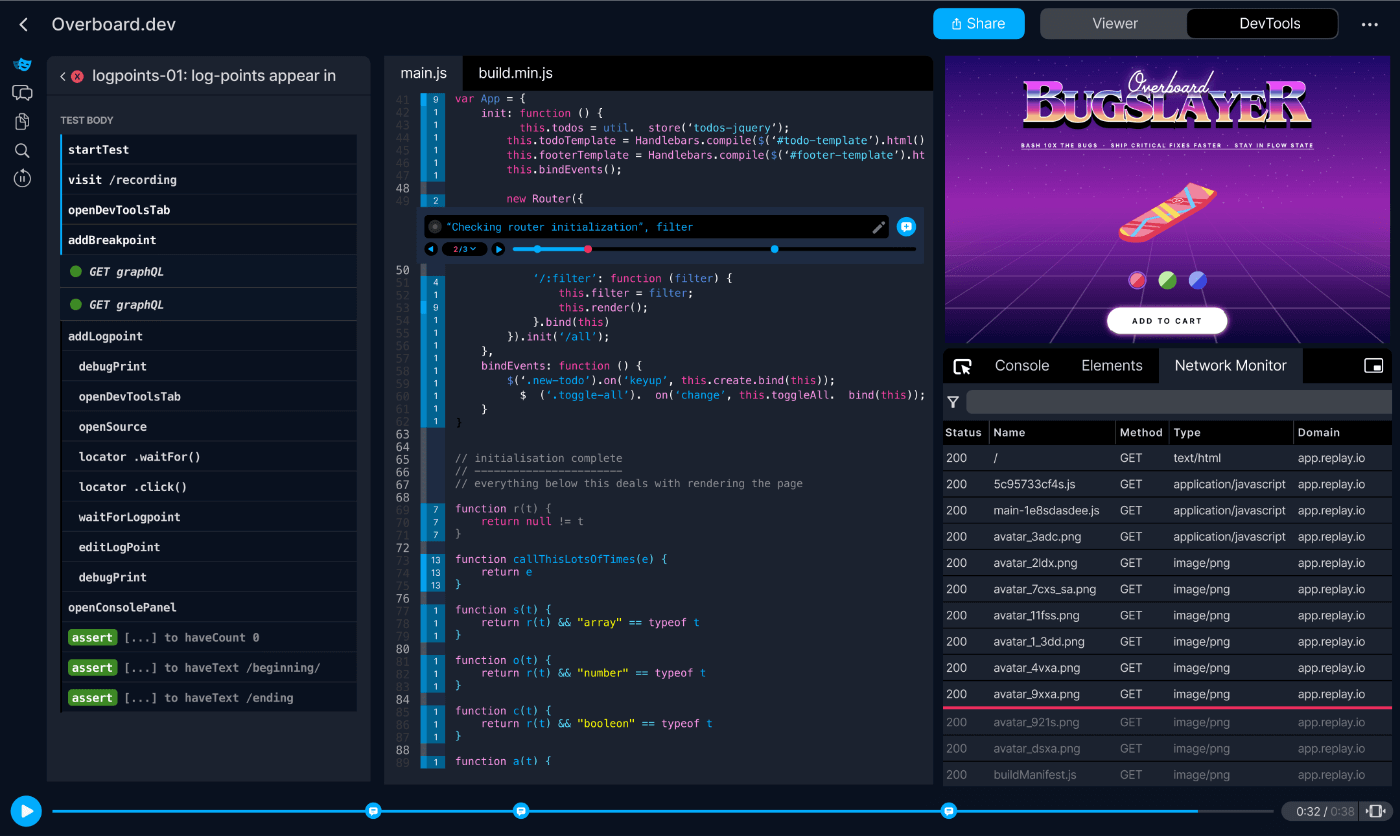 Overboard.dev
Share
Viewer
DevTools
logpoints-01: log-points appear in
TEST BODY
startTest
visit /recording
openDevToolsTab
addBreakpoint
GET graphQL
GET graphQL
addLogpoint
debugPrint
openDevToolsTab
openSource
locator .waitFor()
locator .click()
waitForLogpoint
editLogPoint
debugPrint
openConsolePanel
assert [...] to haveCount 0
assert [...] to haveText /beginning/
assert [...] to haveText /ending
main.js
build.min.js
41 9 var App = {
42 1 init: function () {
43 1 this.todos = util. store(‘todos-jquery’);
44 1 this.todoTemplate = Handlebars.compile($(‘#todo-template’).html()
45 1 this.footerTemplate = Handlebars.compile($(‘#footer-template’).ht
46 1 this.bindEvents();
47 1
48
49 2 new Router({
“Checking router initialization”, filter
2/3
50
51 4 ‘/:filter’: function (filter) {
52 1 this.filter = filter;
53 9 this.render();
54 1 }.bind(this)
55 1 }).init(‘/all’);
56 1 },
57 1 bindEvents: function () {
58 1 $(‘.new-todo’).on(‘keyup’, this.create.bind(this));
59 1 $ (‘.toggle-all’). on(‘change’, this.toggleAll. bind(this));
60 1 }
61 1
62 1 }
63
64
65 // initialisation complete
66 // -----------------------
67 // everything below this deals with rendering the page
68
69 7 function r(t) {
70 7 return null != t
71 7 }
72
73 13 function callThisLotsOfTimes(e) {
74 13 return e
75 13 }
76
77 1 function s(t) {
78 1 return r(t) && "array" == typeof t
79 1 }
80
81 1 function o(t) {
82 1 return r(t) && "number" == typeof t
83 1 }
84
85 1 function c(t) {
86 1 return r(t) && "booleon" == typeof t
87 1 }
88
89 1 function a(t) {
Overboard
BUGSLAYER
BASH 10X THE BUGS · SHIP CRITICAL FIXES FASTER · STAY IN FLOW STATE
ADD TO CART
Console
Elements
Network Monitor
Status Name Method Type Domain
200 / GET text/html app.replay.io
200 5c95733cf4s.js GET application/javascript app.replay.io
200 main-1e8sdasdee.js GET application/javascript app.replay.io
200 avatar_3adc.png GET application/javascript app.replay.io
200 avatar_2ldx.png GET image/png app.replay.io
200 avatar_7cxs_sa.png GET image/png app.replay.io
200 avatar_11fss.png GET image/png app.replay.io
200 avatar_1_3dd.png GET image/png app.replay.io
200 avatar_4vxa.png GET image/png app.replay.io
200 avatar_9xxa.png GET image/png app.replay.io
200 avatar_921s.png GET image/png app.replay.io
200 avatar_dsxa.png GET image/png app.replay.io
200 buildManifest.js GET image/png app.replay.io
0:32 / 0:38